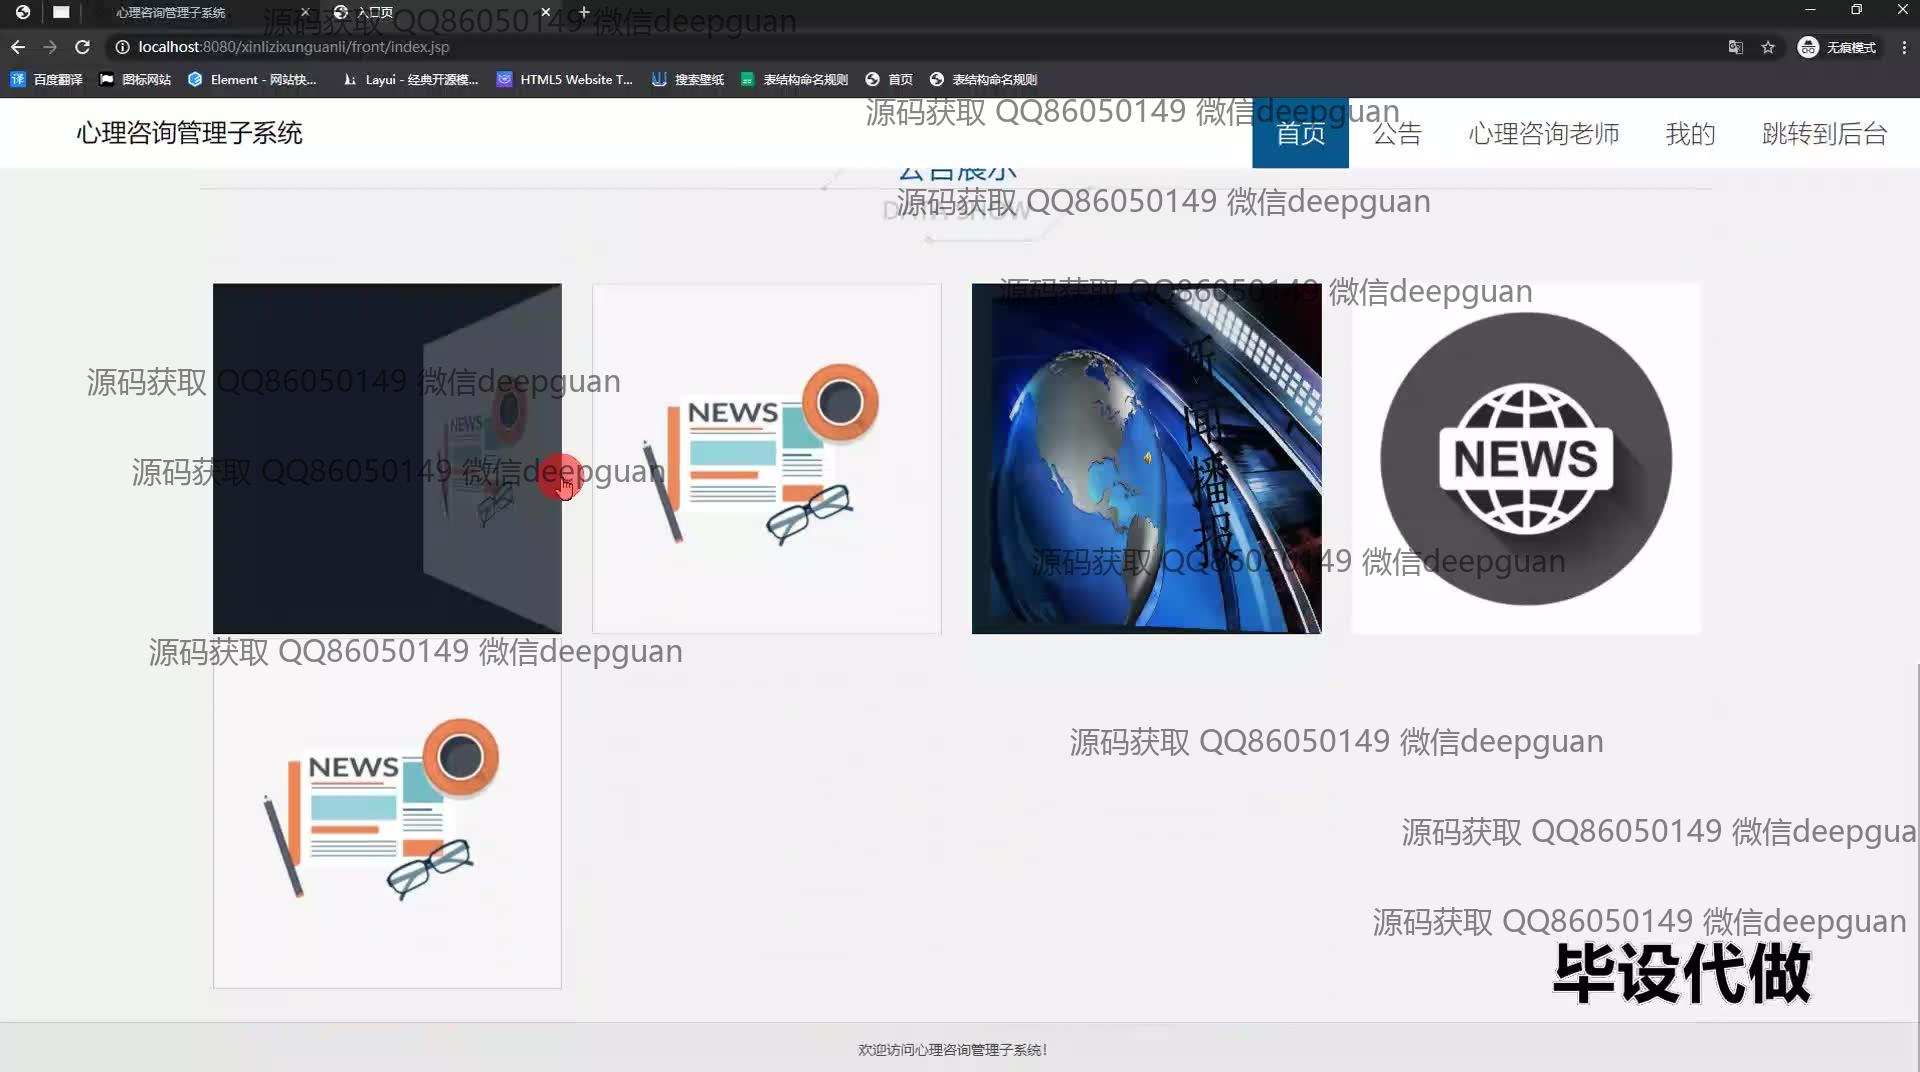 心理咨询管理子系统
入口页
源码获取 QQ86050149 微信deepguan
localhost:8080/xinlizixunguanli/front/index.jsp
无痕模式
百度翻译
图标网站
Element - 网站快...
Layui - 经典开源模...
HTML5 Website T...
搜索壁纸
表结构命名规则
首页
表结构命名规则
源码获取 QQ86050149 微信deepguan
心理咨询管理子系统
首页
公告
心理咨询老师
我的
跳转到后台
公告展示
源码获取 QQ86050149 微信deepguan
源码获取 QQ86050149 微信deepguan
新闻播报
NEWS
NEWS
NEWS
源码获取 QQ86050149 微信deepguan
源码获取 QQ86050149 微信deepguan
源码获取 QQ86050149 微信deepguan
源码获取 QQ86050149 微信deepguan
NEWS
源码获取 QQ86050149 微信deepguan
源码获取 QQ86050149 微信deepgua
源码获取 QQ86050149 微信deepguan
毕设代做
欢迎访问心理咨询管理子系统!